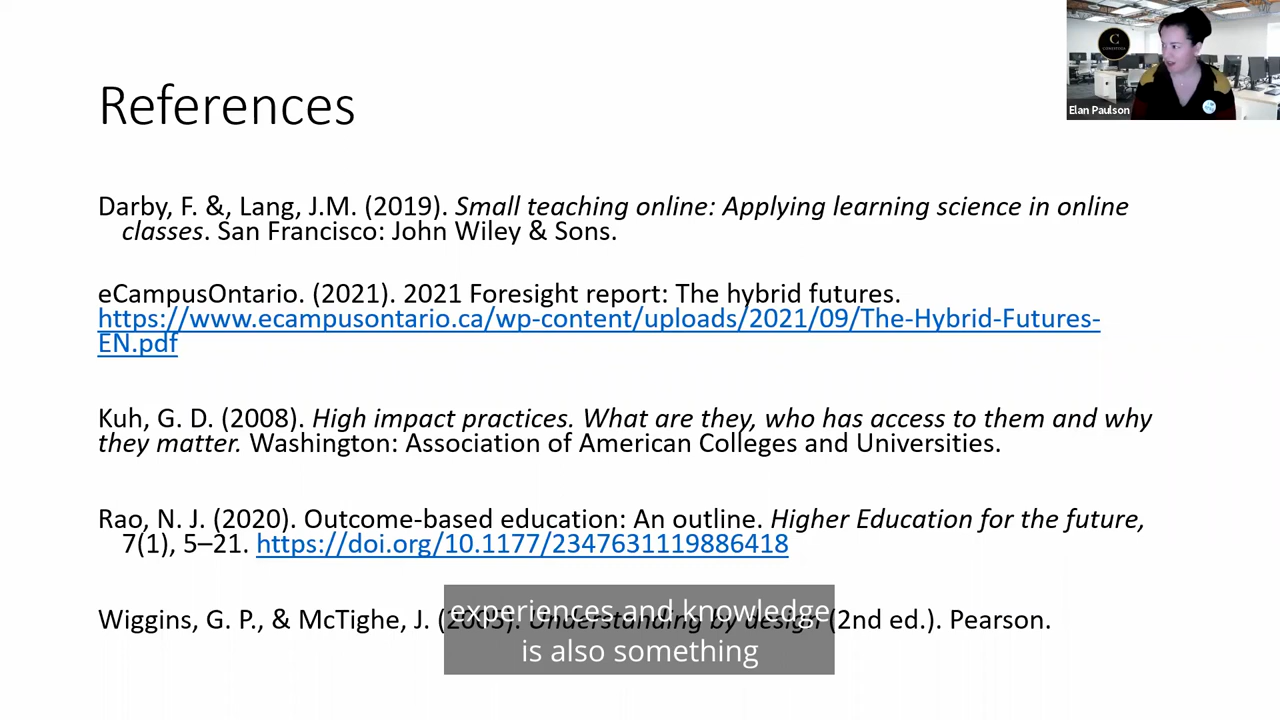 References
Elan Paulson
Darby, F. &, Lang, J.M. (2019). Small teaching online: Applying learning science in online
classes. San Francisco: John Wiley & Sons.
eCampusOntario. (2021). 2021 Foresight report: The hybrid futures.
https://www.ecampusontario.ca/wp-content/uploads/2021/09/The-Hybrid-Futures-
EN.pdf
Kuh, G. D. (2008). High impact practices. What are they, who has access to them and why
they matter. Washington: Association of American Colleges and Universities.
Rao, N. J. (2020). Outcome-based education: An outline. Higher Education for the future,
7(1), 5–21. https://doi.org/10.1177/2347631119886418
Wiggins, G. P., & McTighe, J. (2005). Understanding by design (2nd ed.). Pearson.
experiences and knowledge
is also something